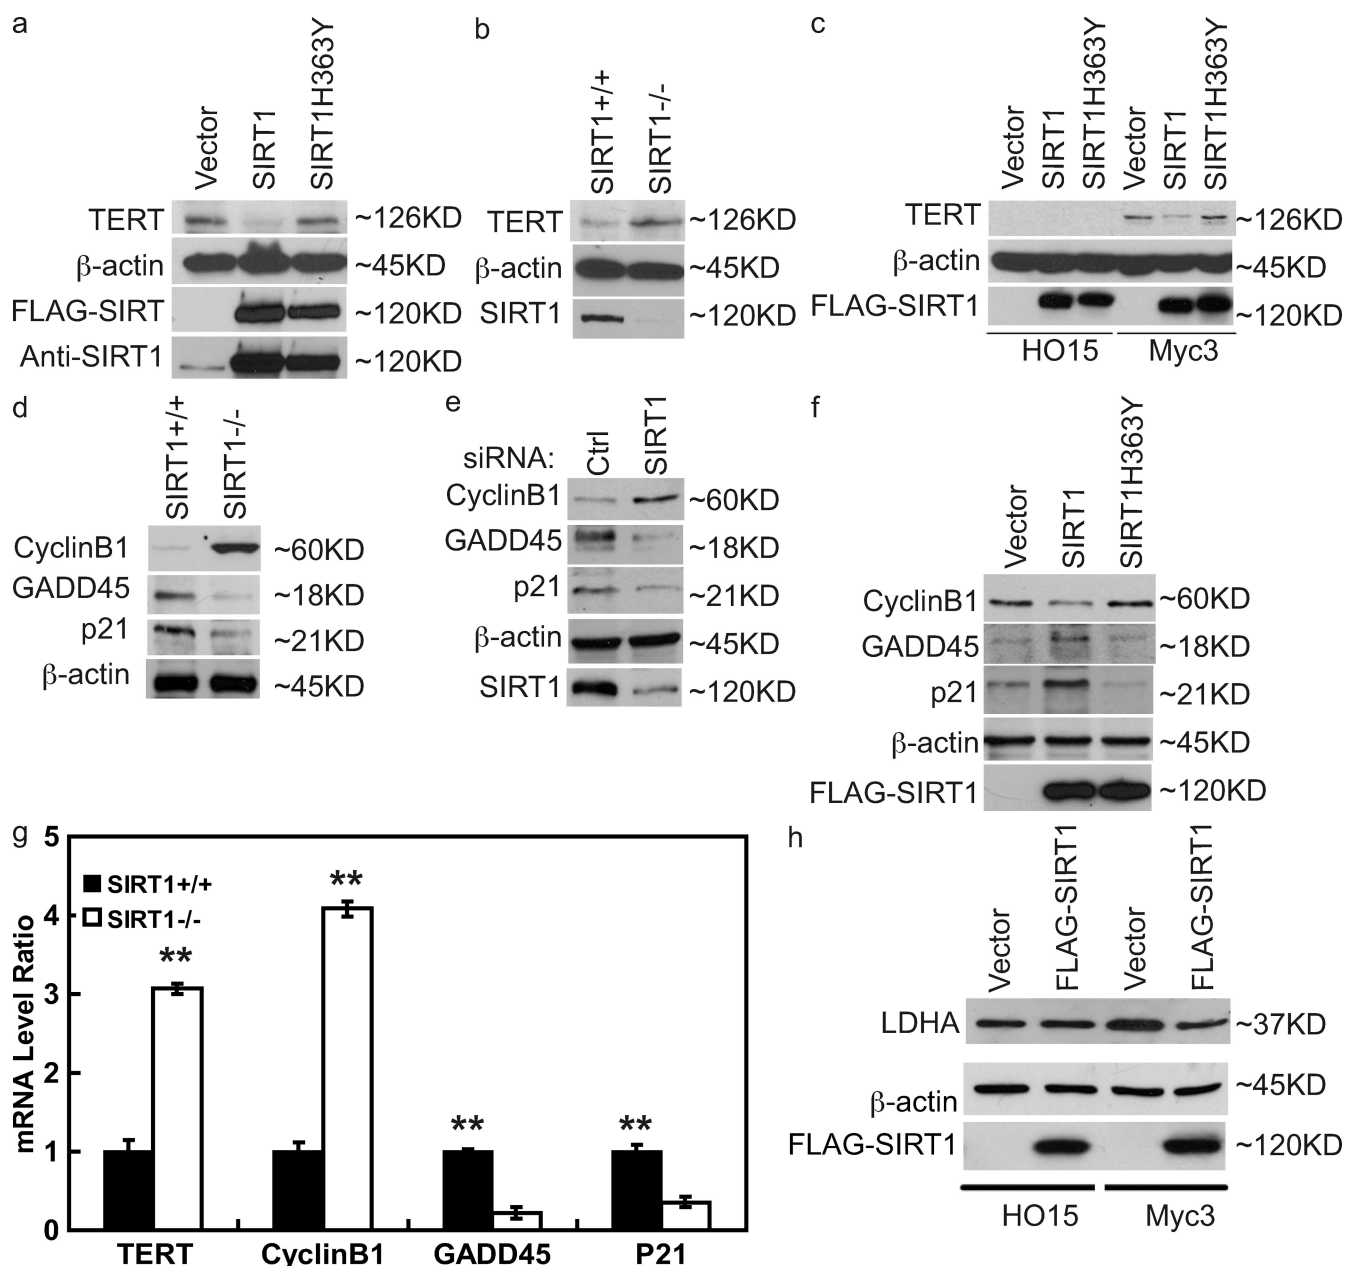 a
Vector
SIRT1
SIRT1H363Y
TERT ~126KD
β-actin ~45KD
FLAG-SIRT ~120KD
Anti-SIRT1 ~120KD
b
SIRT1+/+
SIRT1-/-
TERT ~126KD
β-actin ~45KD
SIRT1 ~120KD
c
Vector
SIRT1
SIRT1H363Y
Vector
SIRT1
SIRT1H363Y
TERT ~126KD
β-actin ~45KD
FLAG-SIRT1 ~120KD
HO15 Myc3
d
SIRT1+/+
SIRT1-/-
CyclinB1 ~60KD
GADD45 ~18KD
p21 ~21KD
β-actin ~45KD
e
siRNA: Ctrl SIRT1
CyclinB1 ~60KD
GADD45 ~18KD
p21 ~21KD
β-actin ~45KD
SIRT1 ~120KD
f
Vector
SIRT1
SIRT1H363Y
CyclinB1 ~60KD
GADD45 ~18KD
p21 ~21KD
β-actin ~45KD
FLAG-SIRT1 ~120KD
g
mRNA Level Ratio
5
4
3
2
1
0
SIRT1+/+
SIRT1-/-
**
**
**
**
TERT CyclinB1 GADD45 P21
h
Vector
FLAG-SIRT1
Vector
FLAG-SIRT1
LDHA ~37KD
β-actin ~45KD
FLAG-SIRT1 ~120KD
HO15 Myc3